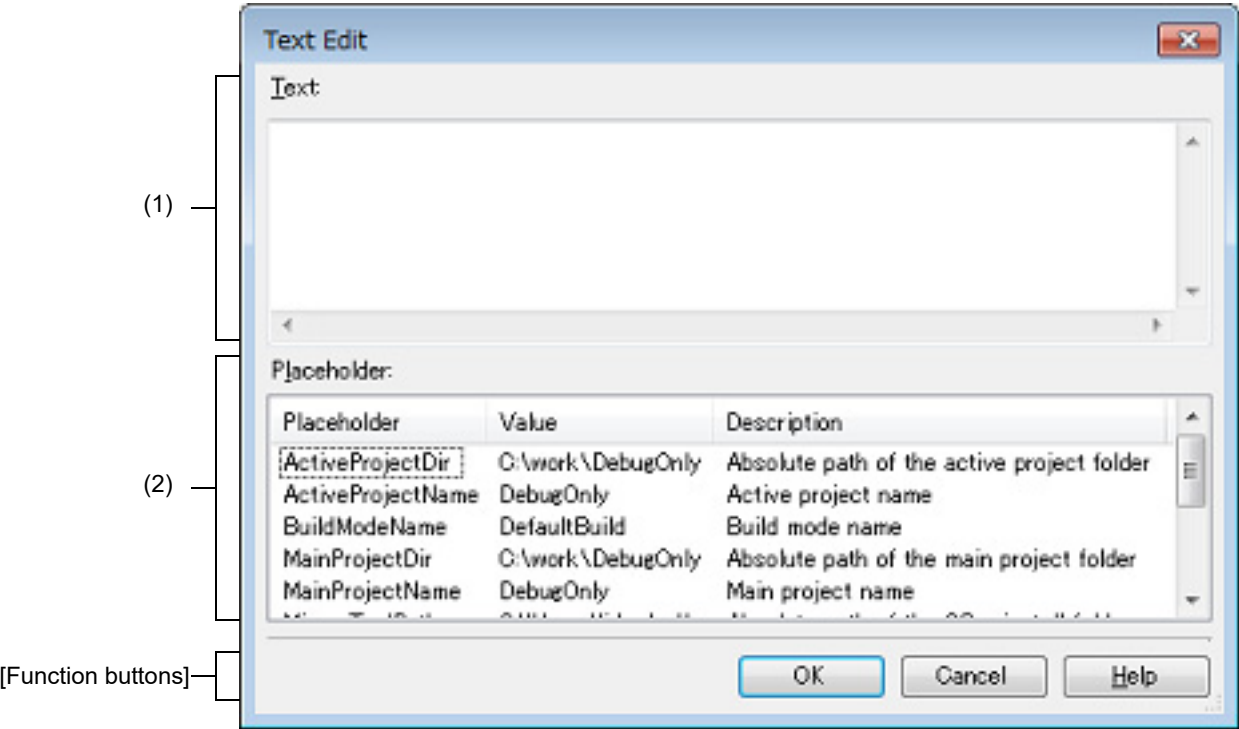 Text Edit
Text
(1)
Placeholder:
Placeholder Value Description
ActiveProjectDir C:\work\DebugOnly Absolute path of the active project folder
(2)
ActiveProjectName DebugOnly Active project name
BuildModeName DefaultBuild Build mode name
MainProjectDir C:\work\DebugOnly Absolute path of the main project folder
MainProjectName DebugOnly Main project name
[Function buttons]
OK Cancel Help